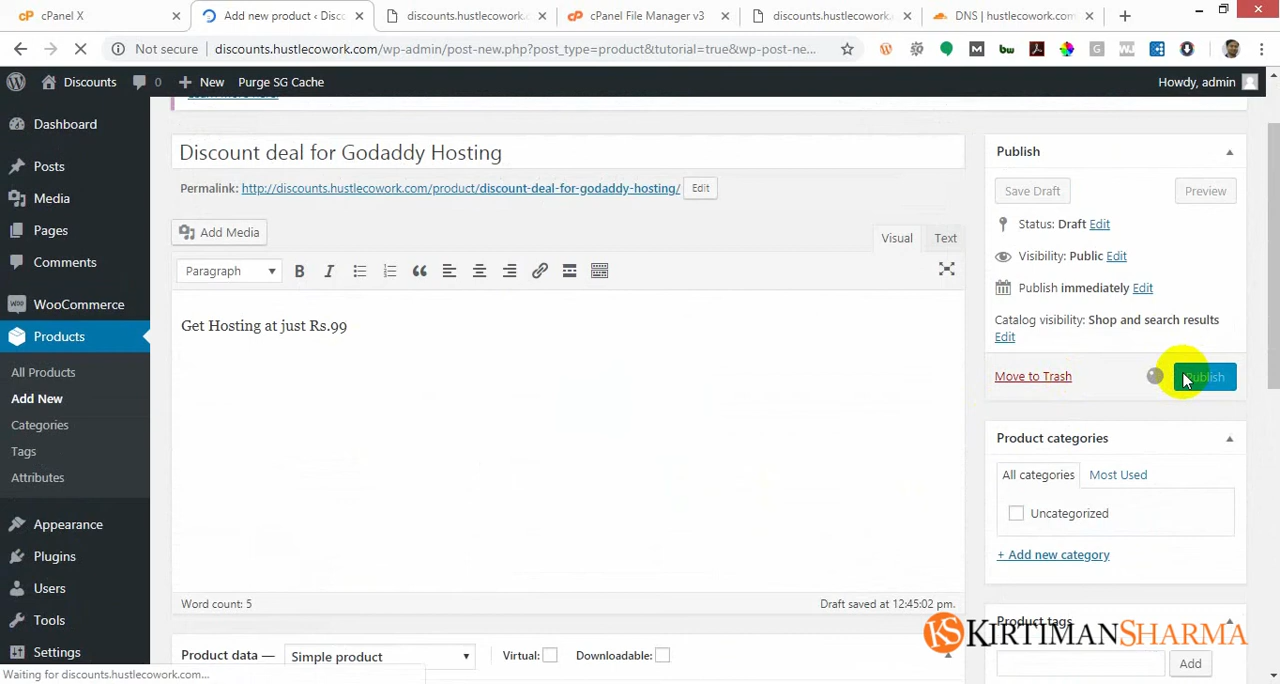 cPanel X
Add new product ‹ Disco
discounts.hustlecowork.c
cPanel File Manager v3
discounts.hustlecowork.
DNS | hustlecowork.com
Not secure
discounts.hustlecowork.com/wp-admin/post-new.php?post_type=product&tutorial=true&wp-post-ne...
Discounts
0
New
Purge SG Cache
Howdy, admin
Dashboard
Posts
Media
Pages
Comments
WooCommerce
Products
All Products
Add New
Categories
Tags
Attributes
Appearance
Plugins
Users
Tools
Settings
Discount deal for Godaddy Hosting
Permalink: http://discounts.hustlecowork.com/product/discount-deal-for-godaddy-hosting/ Edit
Add Media
Visual
Text
Paragraph
Get Hosting at just Rs.99
Word count: 5
Draft saved at 12:45:02 pm.
Product data — Simple product Virtual: Downloadable:
Publish
Save Draft
Preview
Status: Draft Edit
Visibility: Public Edit
Publish immediately Edit
Catalog visibility: Shop and search results
Edit
Move to Trash
Publish
Product categories
All categories
Most Used
Uncategorized
+ Add new category
Product tags
Add
KS KIRTIMANSHARMA
Waiting for discounts.hustlecowork.com...